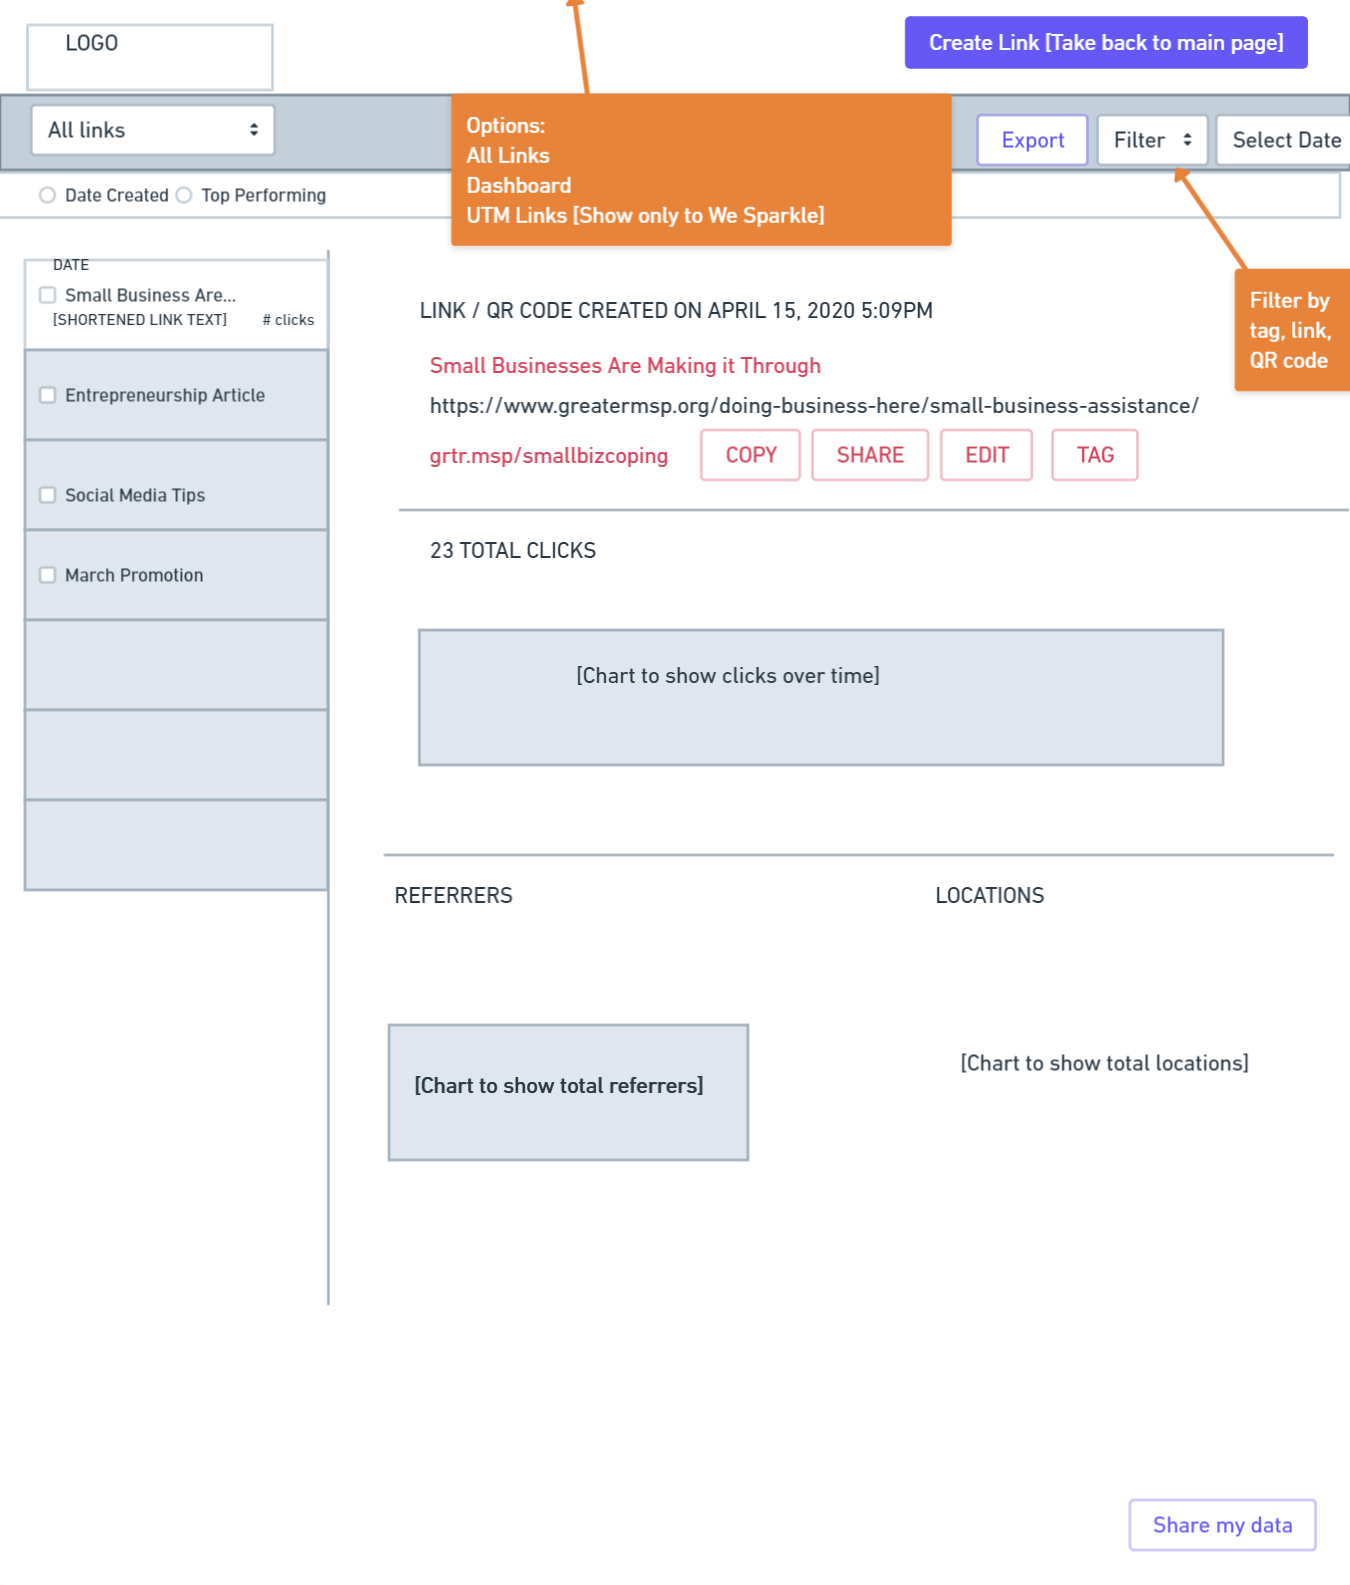 LOGO
Create Link [Take back to main page]
All links
Options:
All Links
Dashboard
UTM Links [Show only to We Sparkle]
Export
Filter
Select Date
Date Created
Top Performing
Filter by
tag, link,
QR code
DATE
Small Business Are...
[SHORTENED LINK TEXT] # clicks
Entrepreneurship Article
Social Media Tips
March Promotion
LINK / QR CODE CREATED ON APRIL 15, 2020 5:09PM
Small Businesses Are Making it Through
https://www.greatermsp.org/doing-business-here/small-business-assistance/
grtr.msp/smallbizcoping
COPY
SHARE
EDIT
TAG
23 TOTAL CLICKS
[Chart to show clicks over time]
REFERRERS
LOCATIONS
[Chart to show total referrers]
[Chart to show total locations]
Share my data